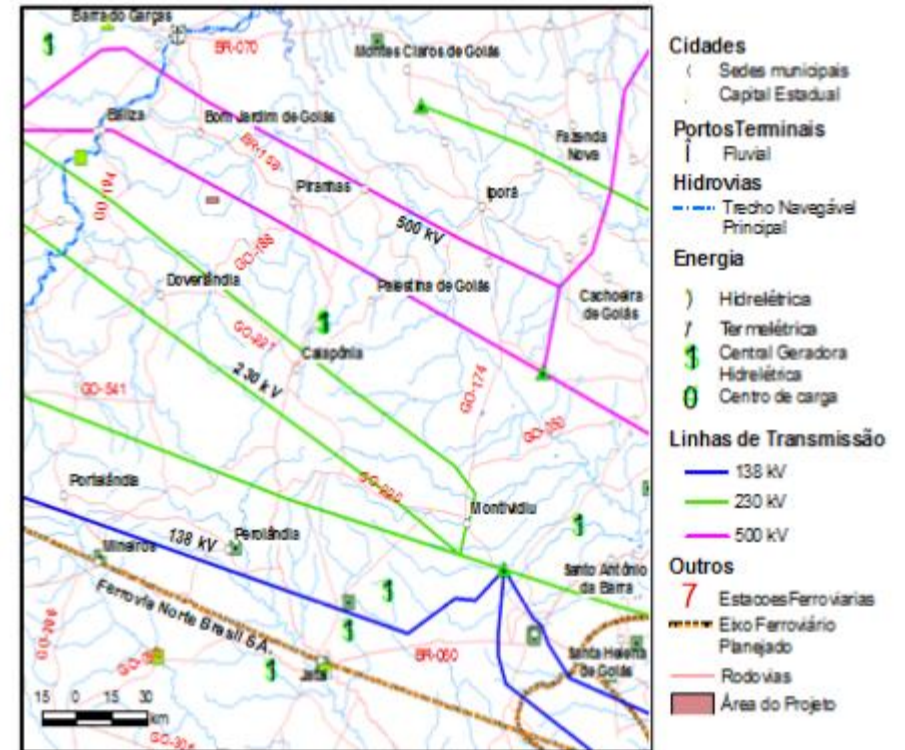 Barra do Garças
BR-070
Montes Claros de Goiás
Baliza
Bom Jardim de Goiás
BR-158
Fazenda
Nova
GO-194
Piranhas
Iporá
500 kV
GO-188
Doverlândia
Palestina de Goiás
Cachoeira
de Goiás
GO-221
Caiapônia
230 kV
GO-174
GO-541
GO-220
Portelândia
Montividiu
138 kV
Perolândia
Mineiros
Santo Antônio
da Barra
Ferrovia Norte Brasil S.A.
BR-060
Santa Helena
de Goiás
Jataí
15 0 15 30
km
Cidades
Sedes municipais
Capital Estadual
PortosTerminais
Fluvial
Hidrovias
Trecho Navegável
Principal
Energia
Hidrelétrica
Termelétrica
Central Geradora
Hidrelétrica
Centro de carga
Linhas de Transmissão
138 kV
230 kV
500 kV
Outros
7 EstacoesFerroviarias
Eixo Ferroviário
Planejado
Rodovias
Área do Projeto